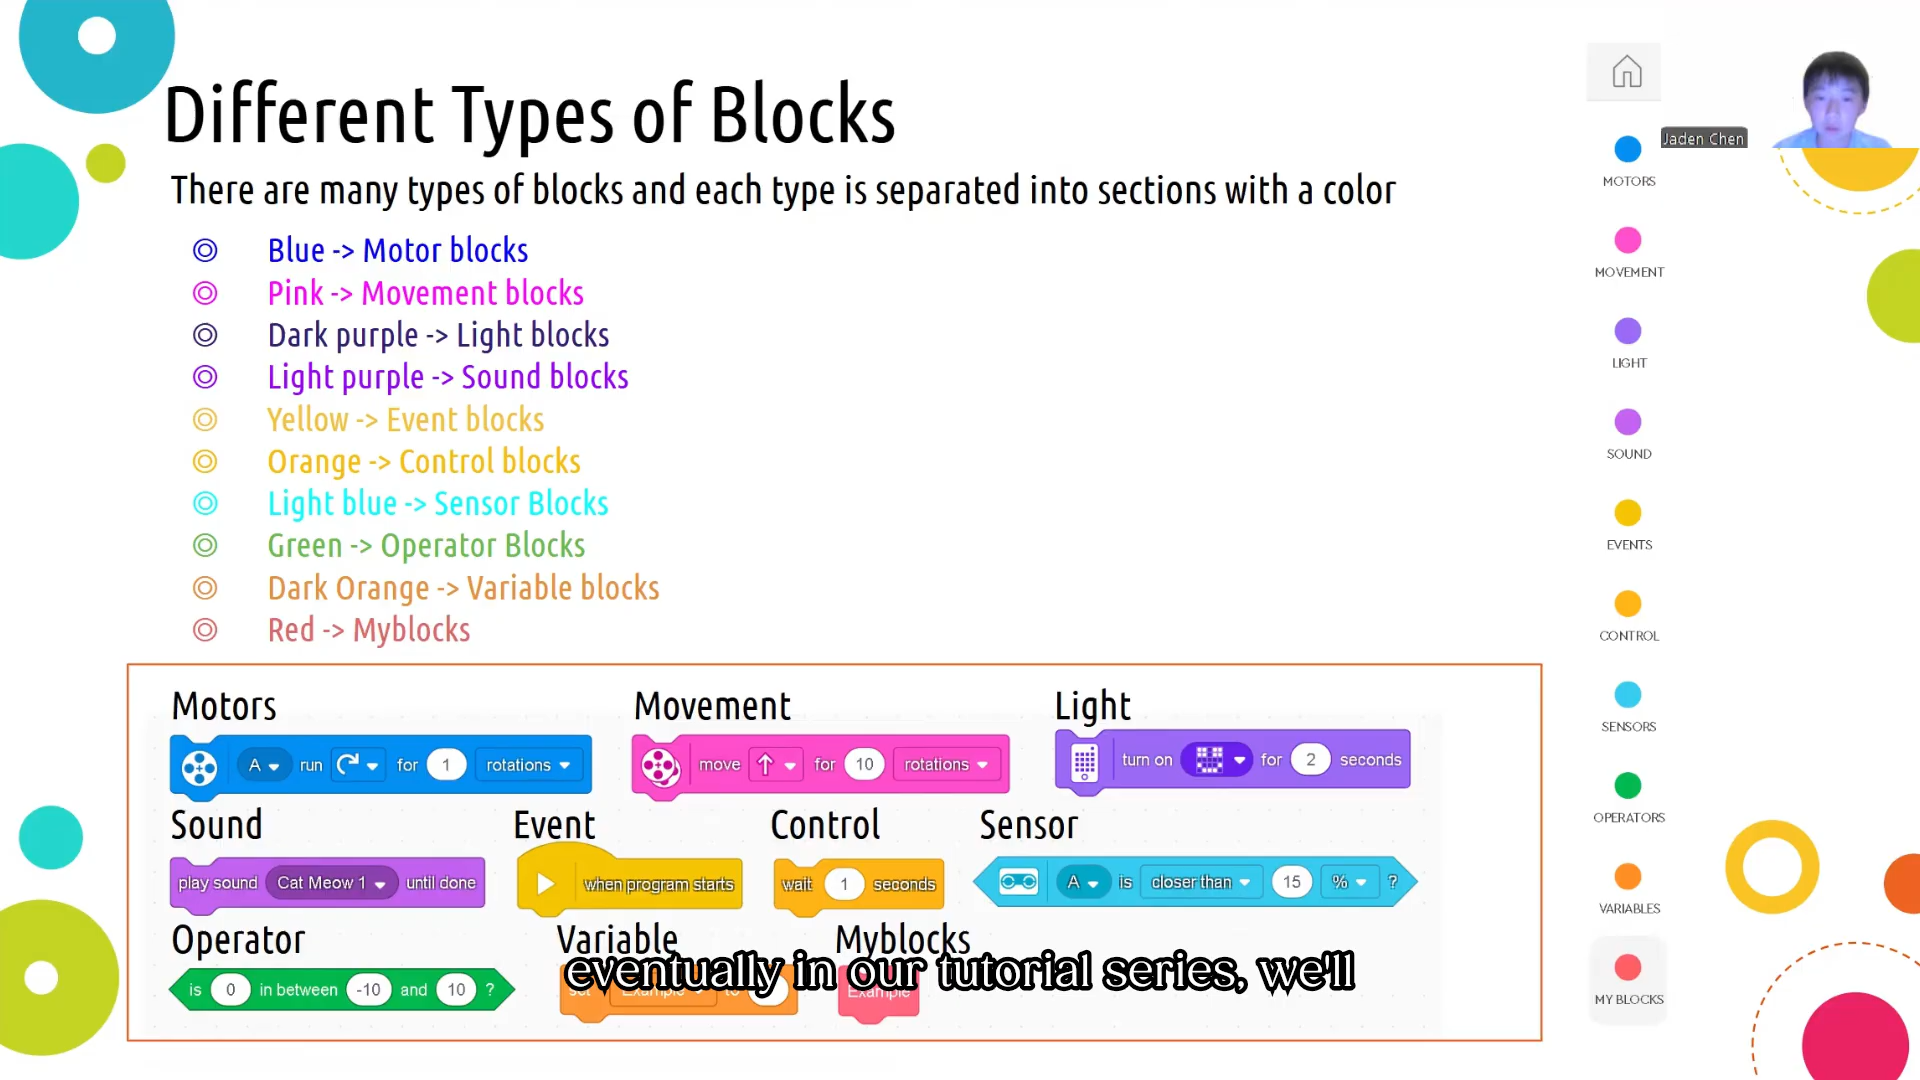 Different Types of Blocks
There are many types of blocks and each type is separated into sections with a color
Blue -> Motor blocks
Pink -> Movement blocks
Dark purple -> Light blocks
Light purple -> Sound blocks
Yellow -> Event blocks
Orange -> Control blocks
Light blue -> Sensor Blocks
Green -> Operator Blocks
Dark Orange -> Variable blocks
Red -> Myblocks
Motors Movement Light
A run for 1 rotations
move for 10 rotations
turn on for 2 seconds
Sound Event Control Sensor
play sound Cat Meow 1 until done
when program starts
wait 1 seconds
A is closer than 15 % ?
Operator Variable Myblocks
is 0 in between -10 and 10 ?
set Example to
Example
eventually in our tutorial series, we'll
Jaden Chen
MOTORS
MOVEMENT
LIGHT
SOUND
EVENTS
CONTROL
SENSORS
OPERATORS
VARIABLES
MY BLOCKS